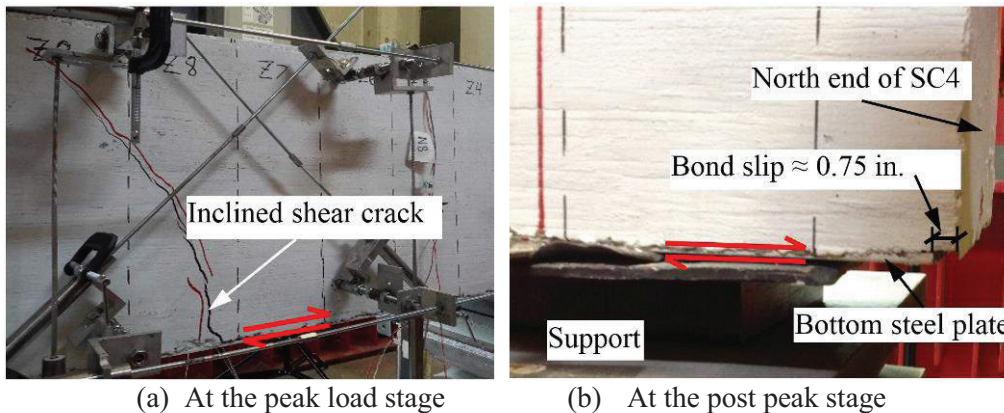 Z8
Z7
Z4
NS
Inclined shear crack
North end of SC4
Bond slip ≈ 0.75 in.
Bottom steel plate
Support
(a) At the peak load stage
(b) At the post peak stage